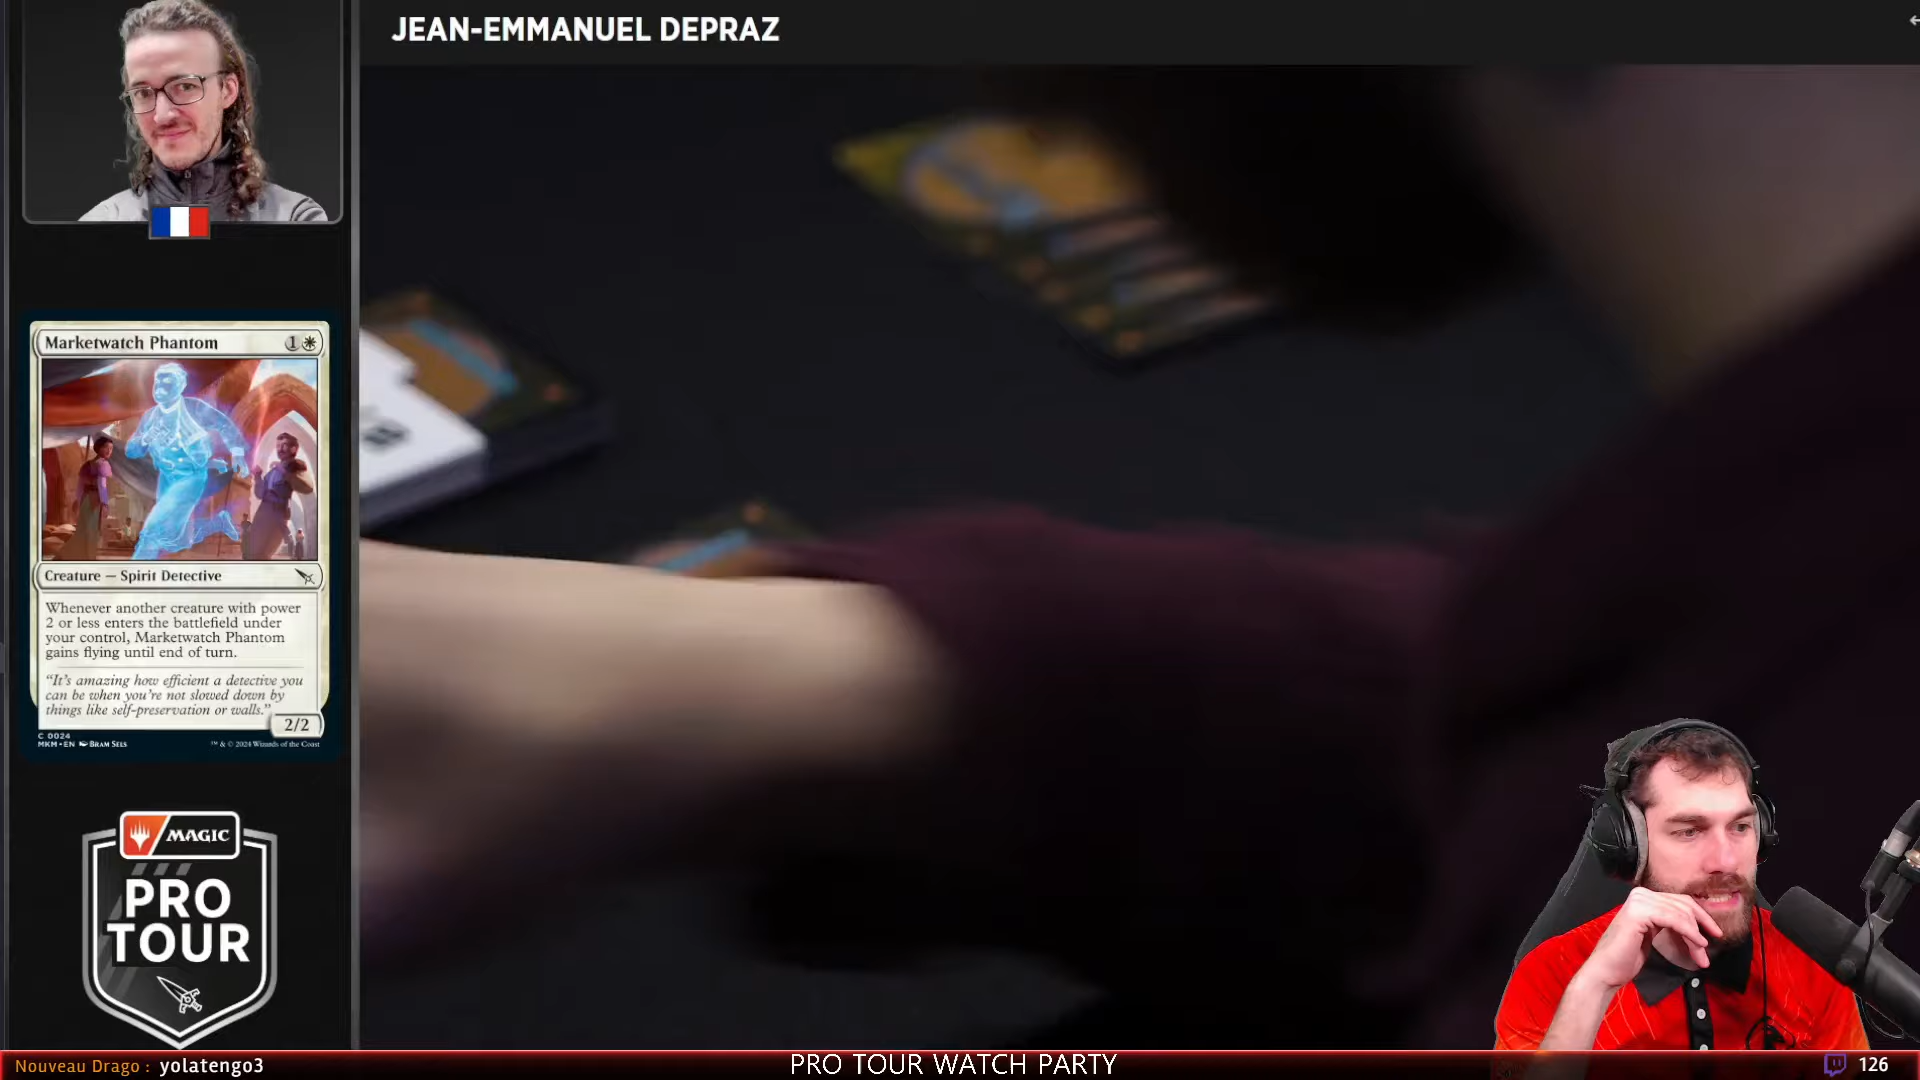 JEAN-EMMANUEL DEPRAZ
Marketwatch Phantom 1
Creature — Spirit Detective
Whenever another creature with power
2 or less enters the battlefield under
your control, Marketwatch Phantom
gains flying until end of turn.
“It’s amazing how efficient a detective you
can be when you’re not slowed down by
things like self-preservation or walls.”
2/2
C 0024
MKM • EN BRAM SELS ™ & © 2024 Wizards of the Coast
MAGIC
PRO
TOUR
Nouveau Drago : yolatengo3
PRO TOUR WATCH PARTY
126